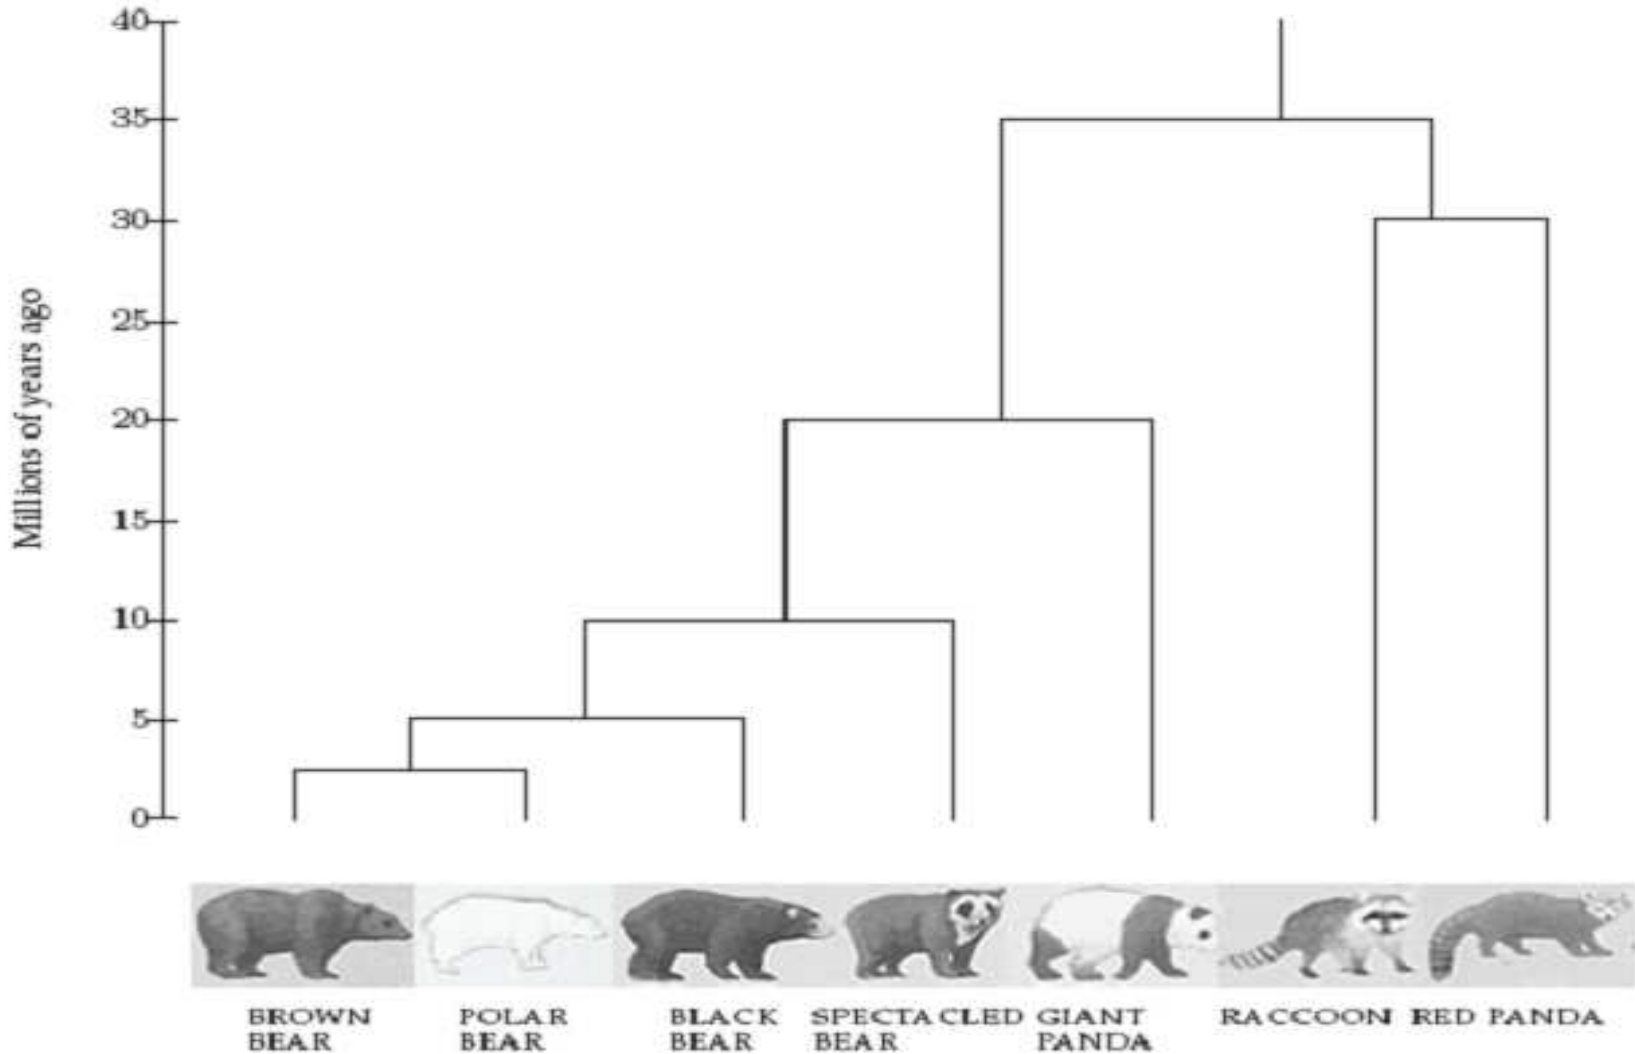 40
35
30
25
20
15
10
5
0
Millions of years ago
BROWN BEAR
POLAR BEAR
BLACK BEAR
SPECTACLED BEAR
GIANT PANDA
RACCOON
RED PANDA